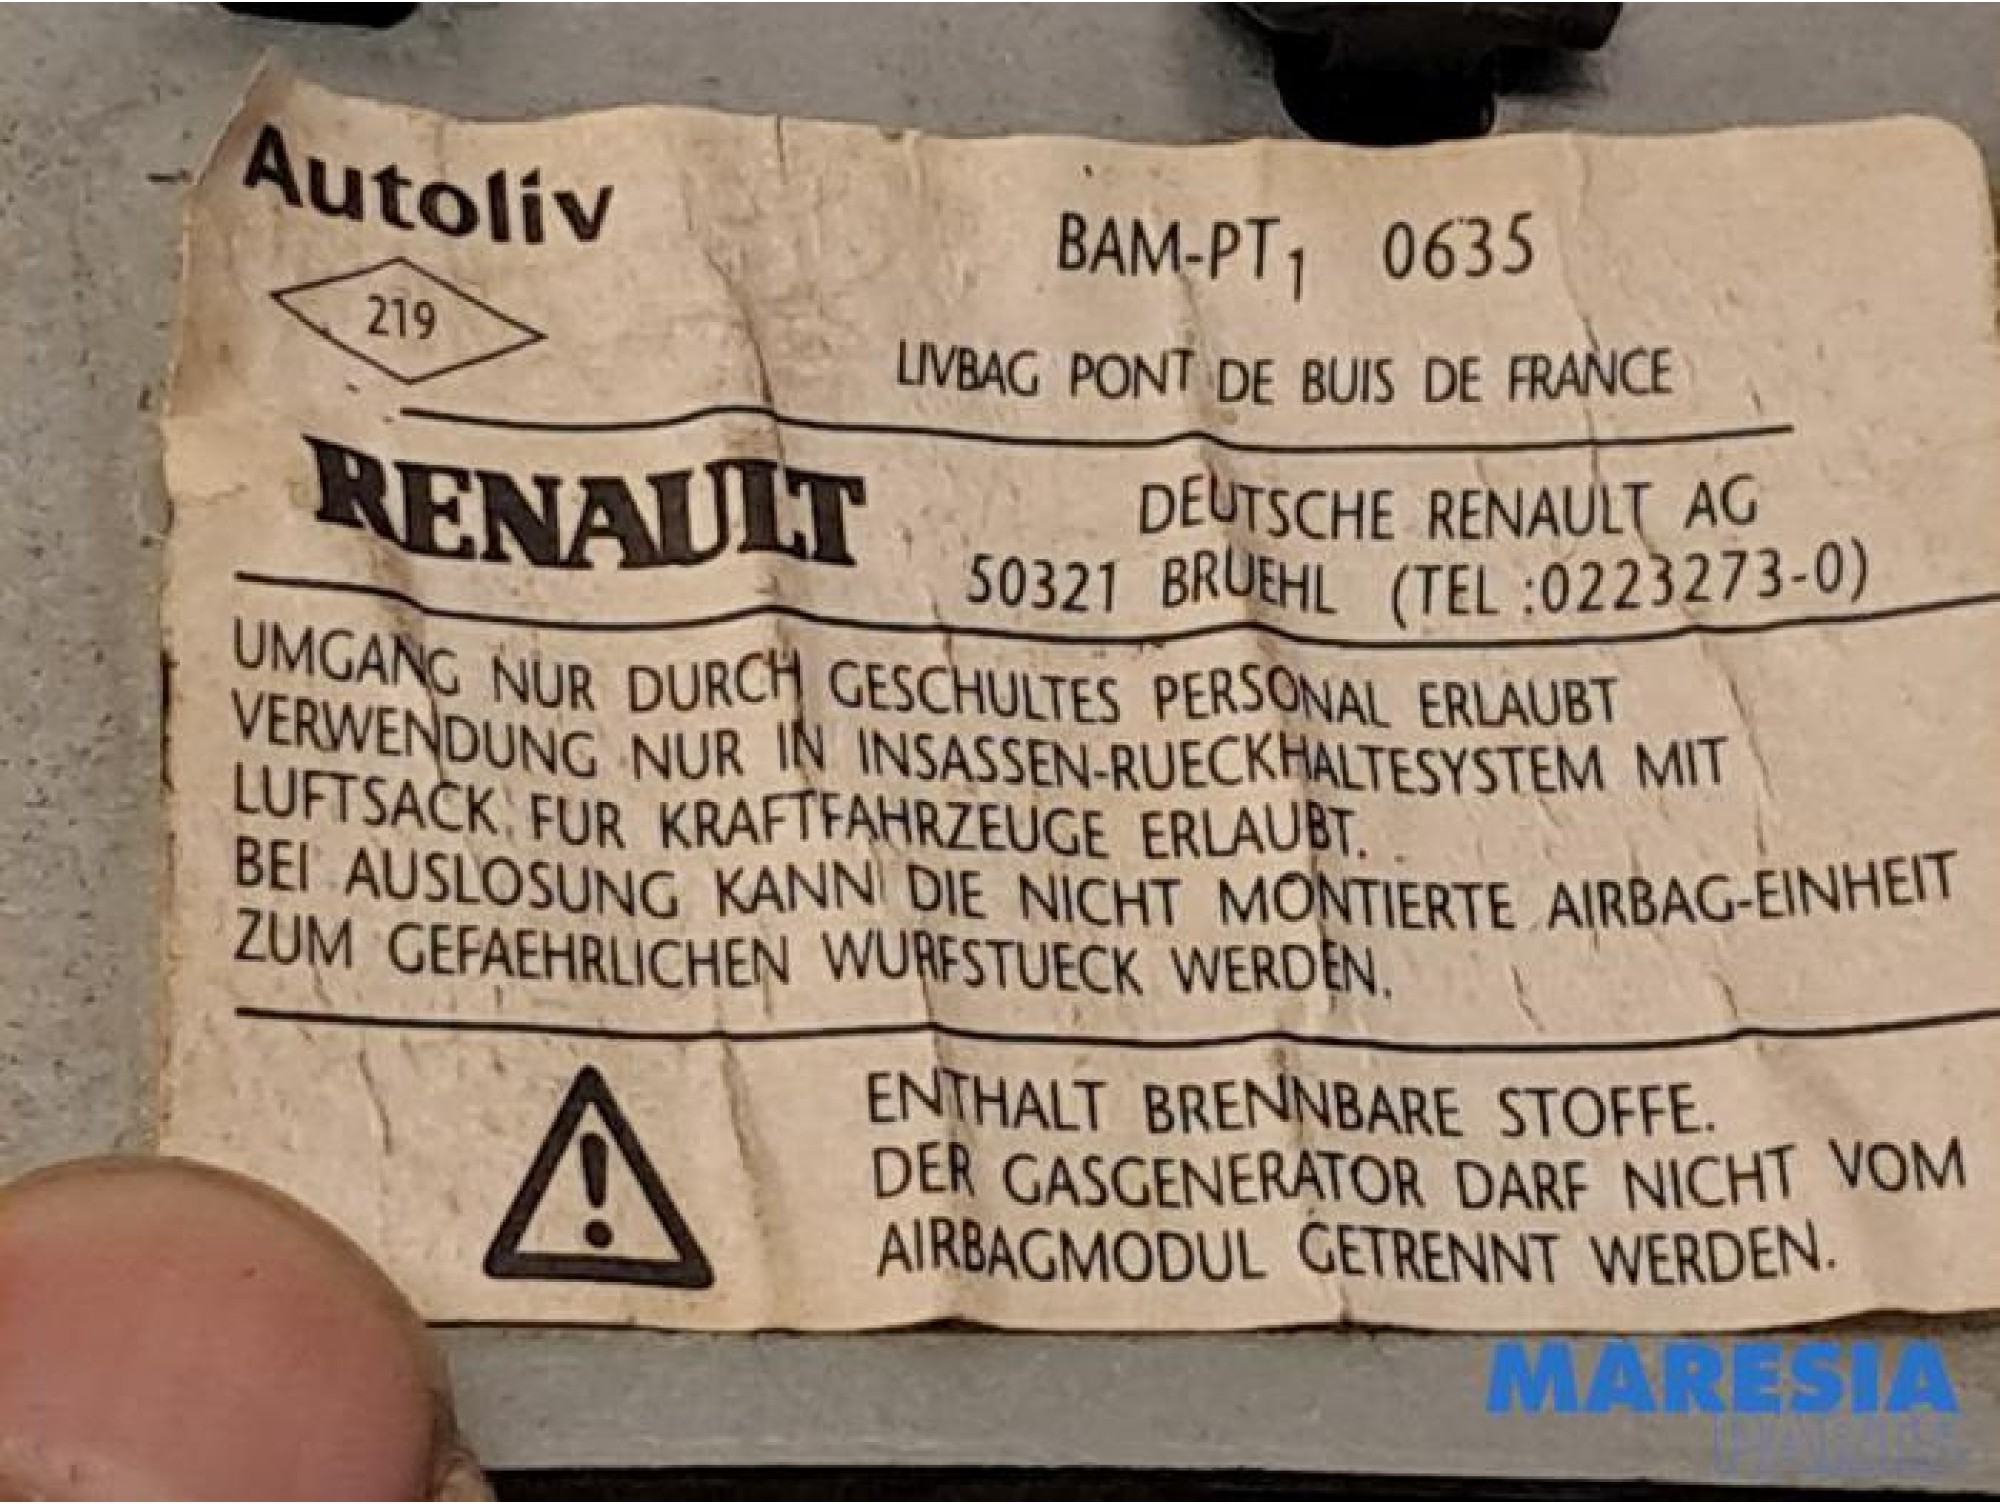 Autoliv
BAM-PT1 0635
219
LIVBAG PONT DE BUIS DE FRANCE
RENAULT
DEUTSCHE RENAULT AG
50321 BRUEHL (TEL :0223273-0)
UMGANG NUR DURCH GESCHULTES PERSONAL ERLAUBT
VERWENDUNG NUR IN INSASSEN-RUECKHALTESYSTEM MIT
LUFTSACK FUR KRAFTFAHRZEUGE ERLAUBT.
BEI AUSLOSUNG KANN DIE NICHT MONTIERTE AIRBAG-EINHEIT
ZUM GEFAEHRLICHEN WURFSTUECK WERDEN.
ENTHALT BRENNBARE STOFFE.
DER GASGENERATOR DARF NICHT VOM
AIRBAGMODUL GETRENNT WERDEN.
MARESIA
PARTS